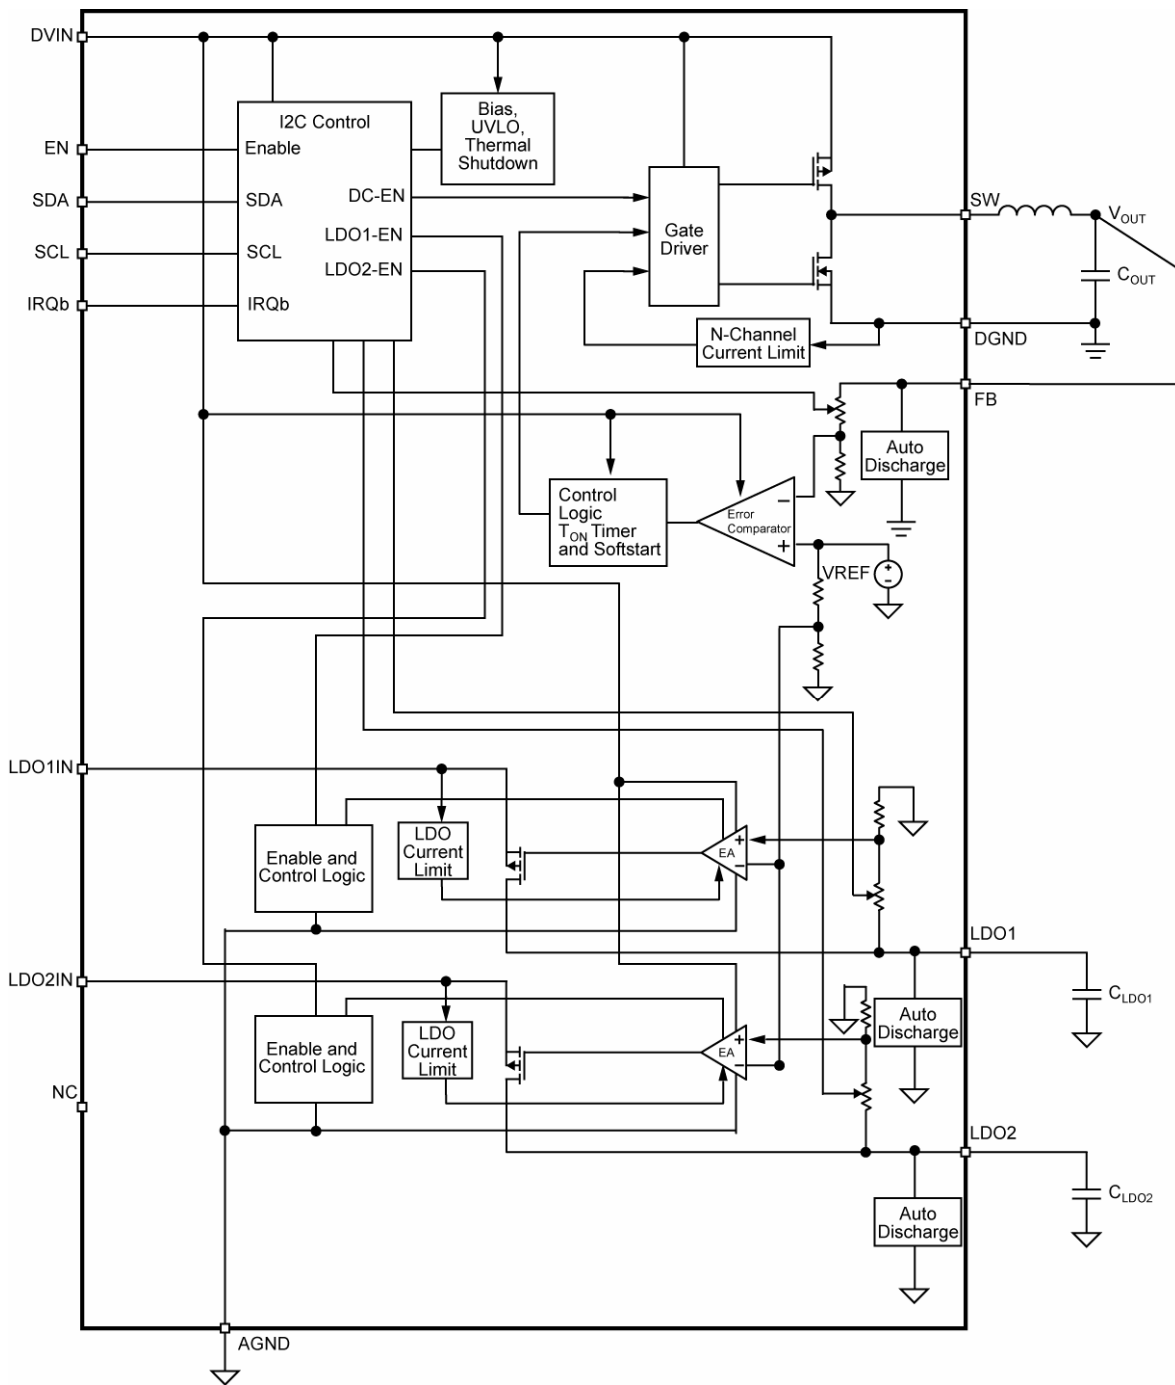 DVIN
I2C Control
Bias,
UVLO,
Thermal
Shutdown
EN
Enable
SDA
SDA
DC-EN
SCL
SCL
LDO1-EN
LDO2-EN
IRQb
IRQb
Gate
Driver
SW
VOUT
COUT
N-Channel
Current Limit
DGND
FB
Auto
Discharge
Control
Logic
TON Timer
and Softstart
−
Error
Comparator
+
VREF
+
−
LDO1IN
LDO
Current
Limit
Enable and
Control Logic
+
EA
−
LDO1
CLDO1
Auto
Discharge
LDO2IN
LDO
Current
Limit
Enable and
Control Logic
+
EA
−
NC
LDO2
CLDO2
Auto
Discharge
AGND